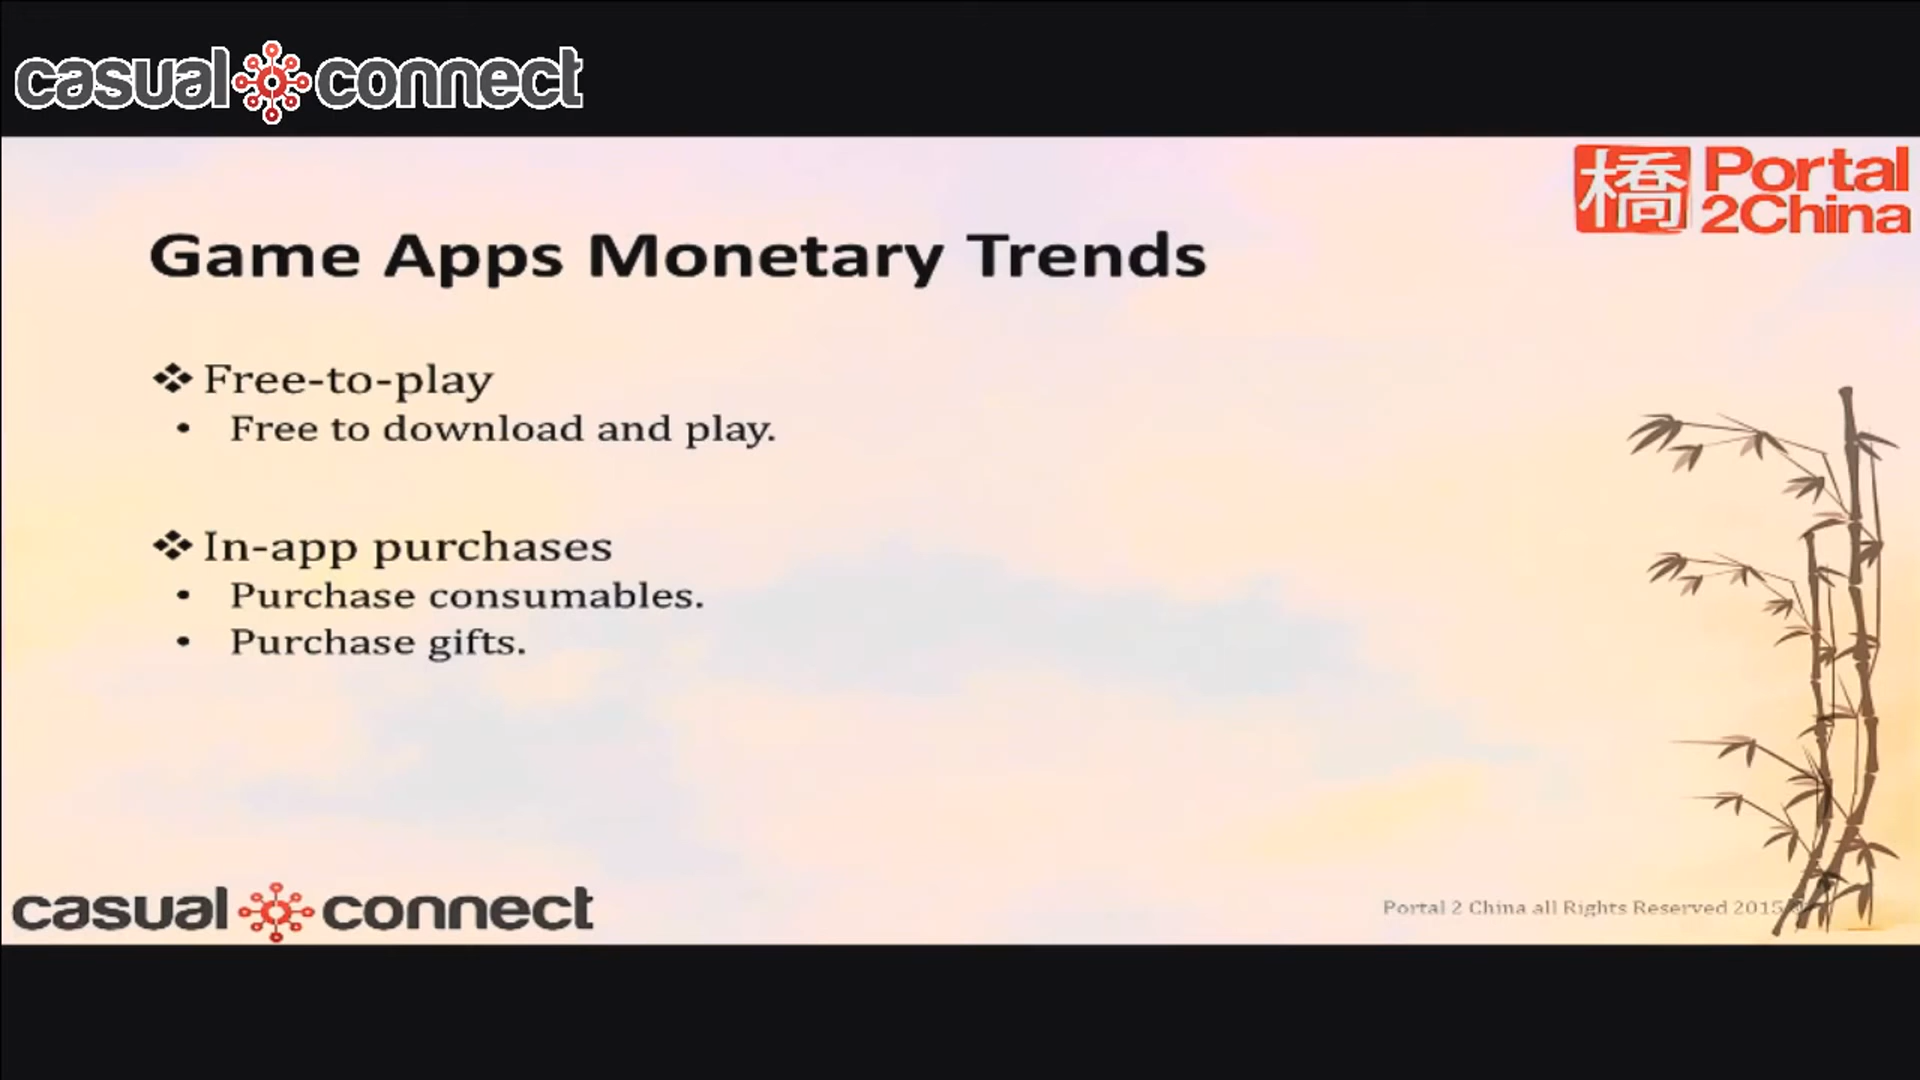 casual connect
橋 Portal
2China
Game Apps Monetary Trends
❖ Free-to-play
• Free to download and play.
❖ In-app purchases
• Purchase consumables.
• Purchase gifts.
casual connect
Portal 2 China all Rights Reserved 2015